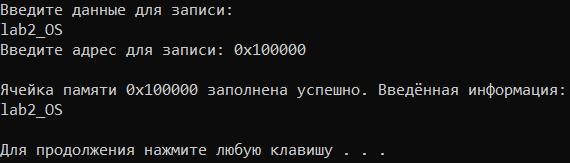 Введите данные для записи:
lab2_OS
Введите адрес для записи: 0x100000
Ячейка памяти 0x100000 заполнена успешно. Введённая информация:
lab2_OS
Для продолжения нажмите любую клавишу . . .